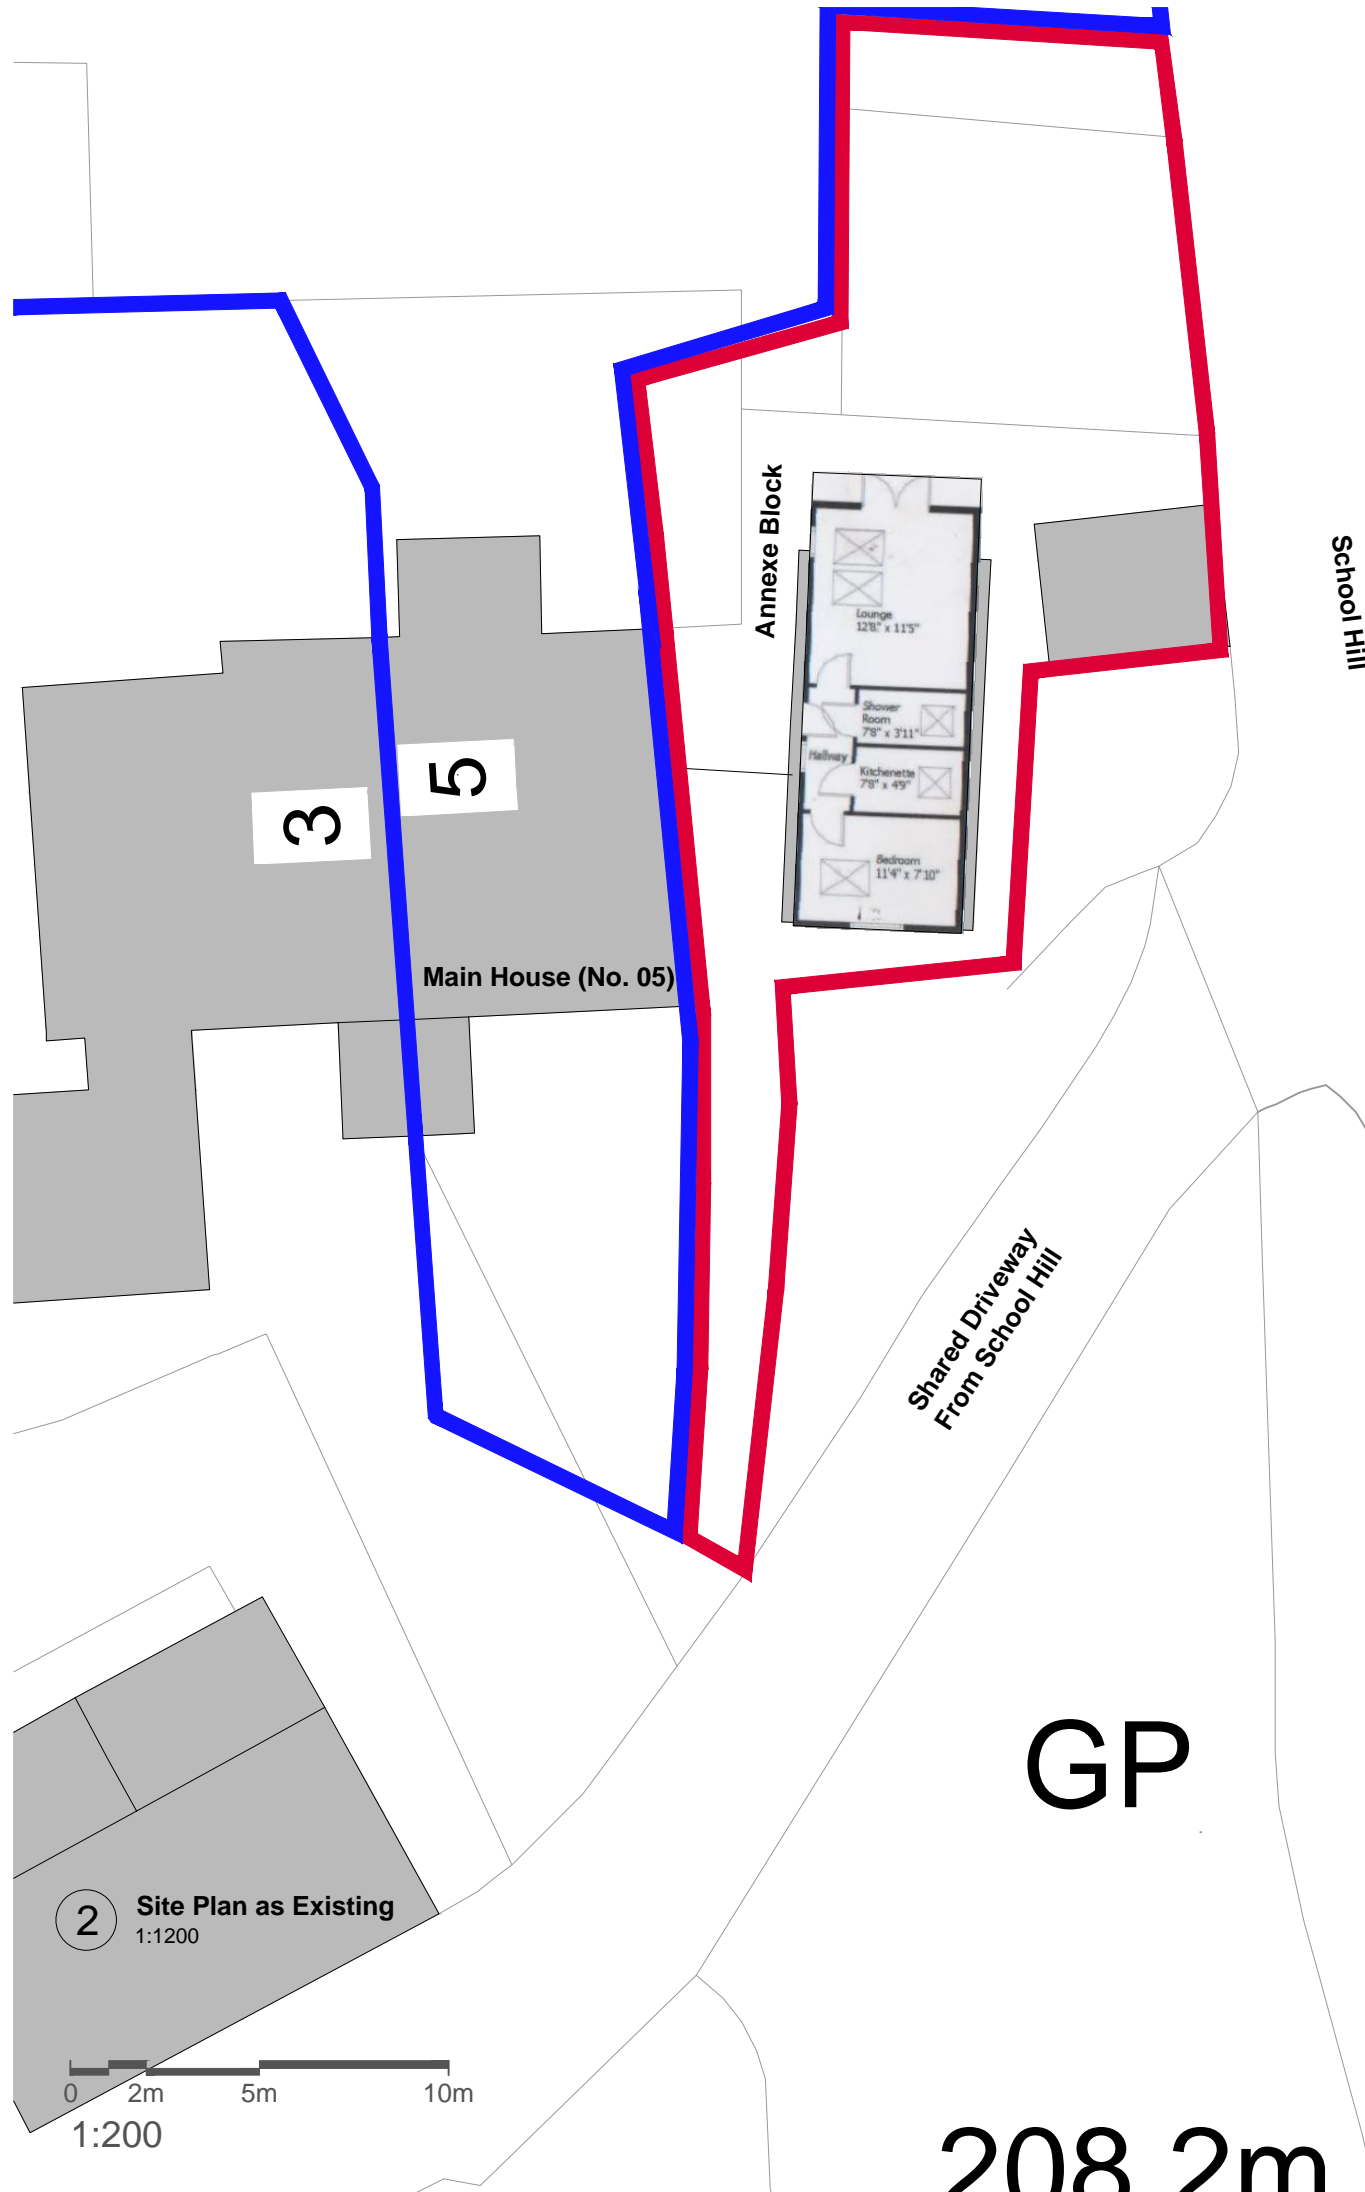 Annexe Block
School Hill
Lounge
12'8" x 11'5"
Shower
Room
7'8" x 3'11"
Hallway
Kitchenette
7'8" x 4'9"
Bedroom
11'4" x 7'10"
3
5
Main House (No. 05)
Shared Driveway
From School Hill
GP
2
Site Plan as Existing
1:1200
0
2m
5m
10m
1:200
208.2m